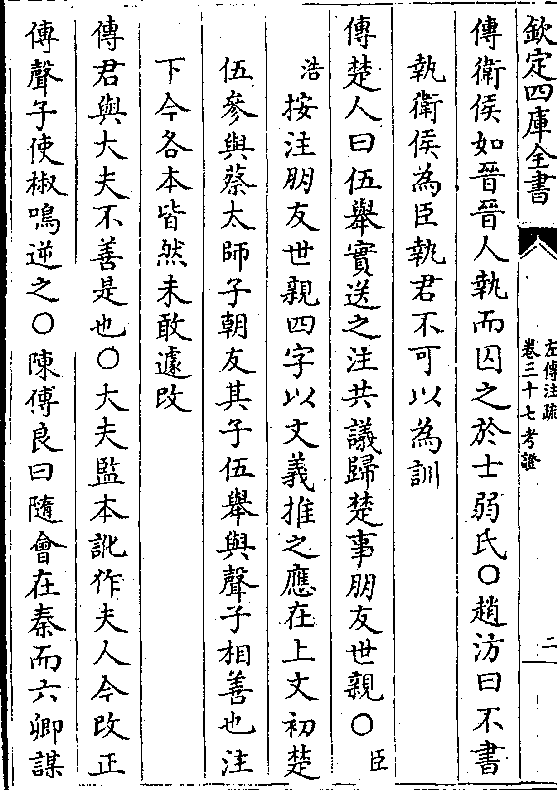 欽定四庫全書
左傳注疏
卷三十七考證
二
傳衛侯如晉晉人執而囚之於士弱氏○趙汸曰不書
執衛侯為臣執君不可以為訓
傳楚人曰伍舉實送之注共議歸楚事朋友世親○臣
浩按注朋友世親四字以文義推之應在上文初楚
伍參與蔡太師子朝友其子伍舉與聲子相善也注
下今各本皆然未敢遽改
傳君與大夫不善是也○大夫監本訛作夫人今改正
傳聲子使椒鳴逆之○陳傅良曰隨會在秦而六卿謀